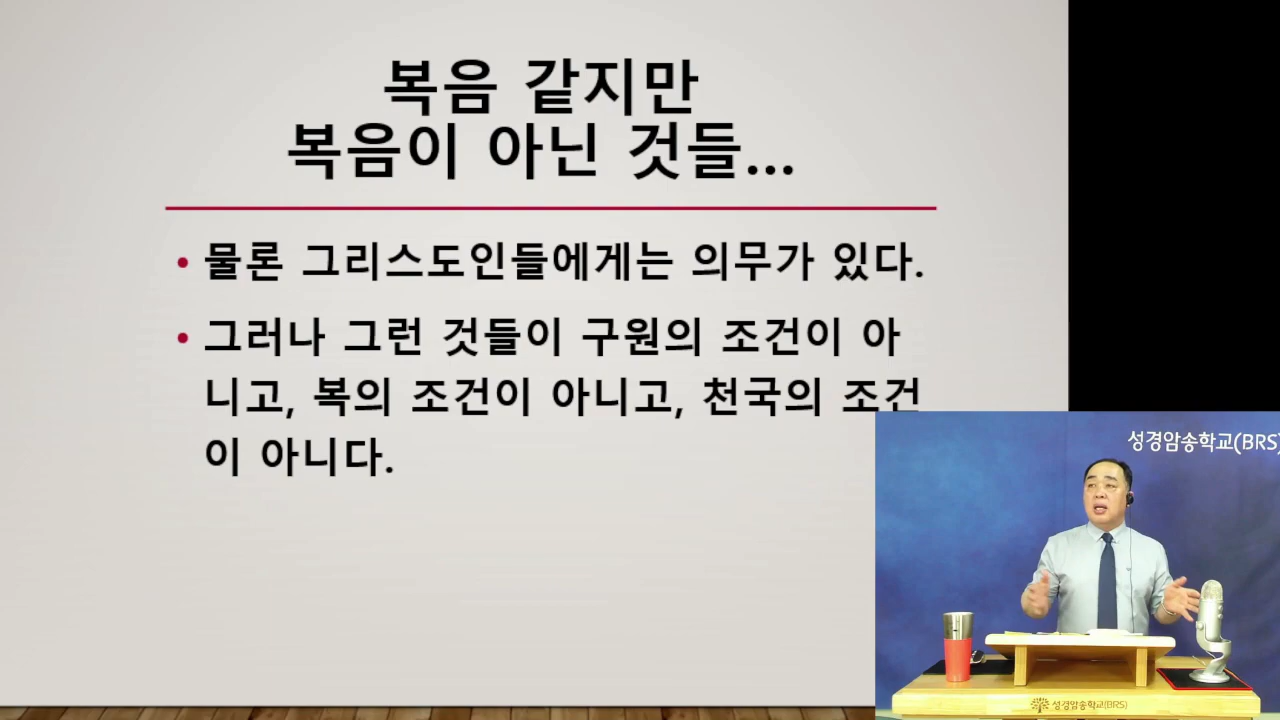 복음 같지만
복음이 아닌 것들...
• 물론 그리스도인들에게는 의무가 있다.
• 그러나 그런 것들이 구원의 조건이 아
니고, 복의 조건이 아니고, 천국의 조건
이 아니다.
성경암송학교(BRS)
성경암송학교(BRS)